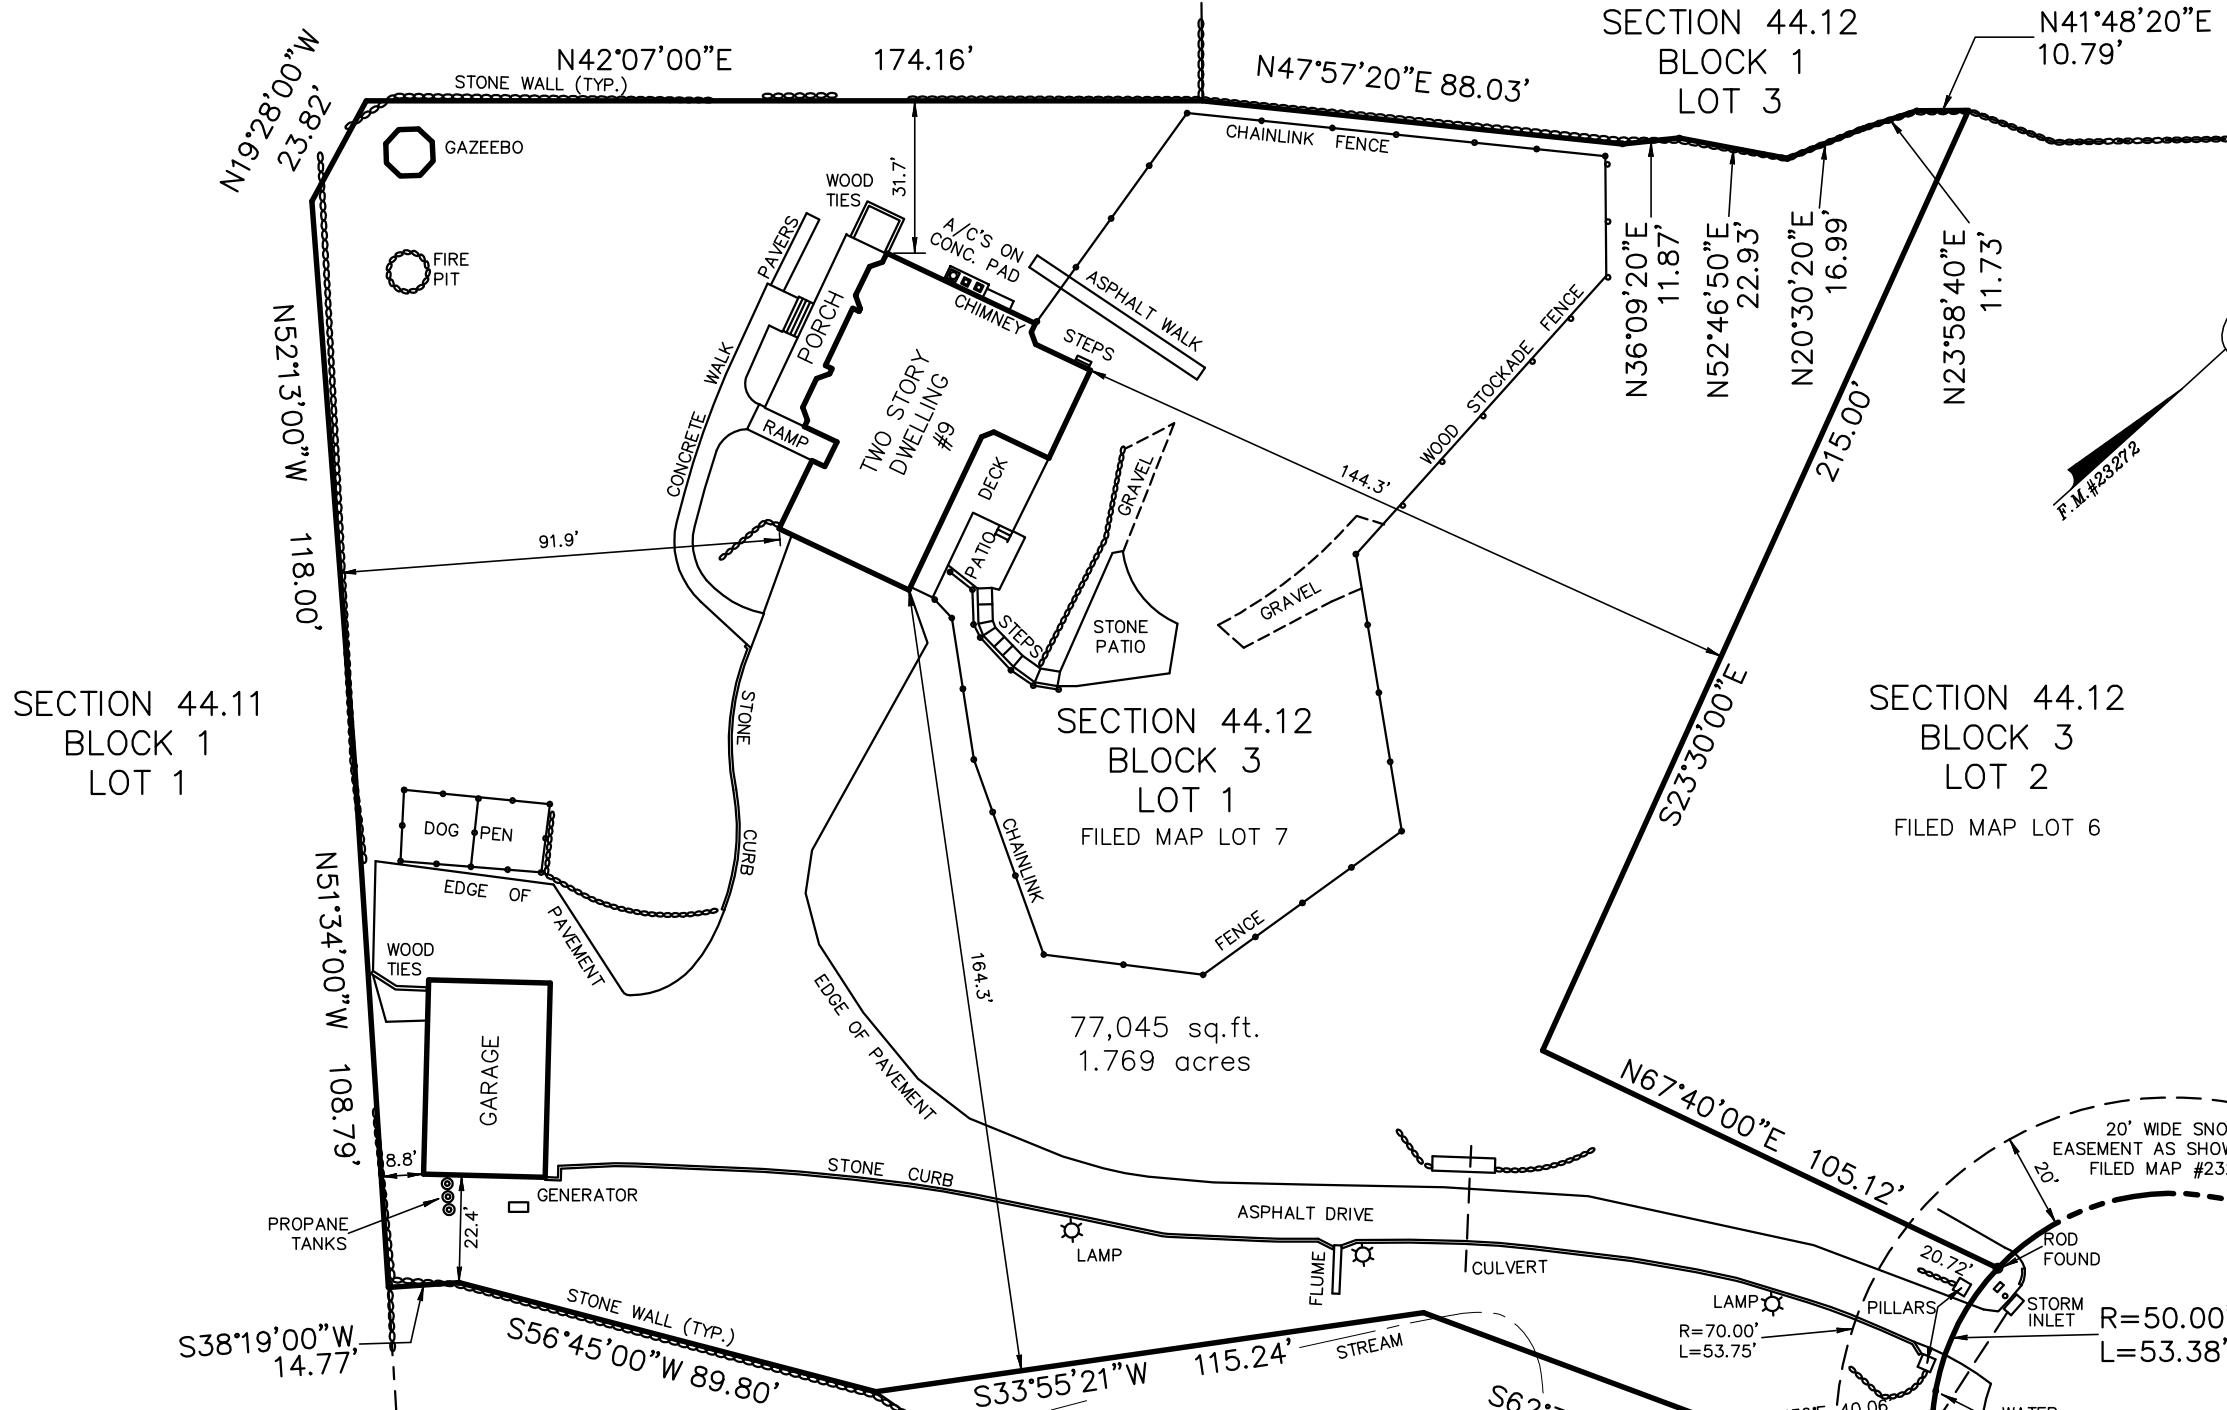 SECTION 44.12
BLOCK 1
LOT 3
N41°48'20"E
10.79'
N42°07'00"E 174.16'
STONE WALL (TYP.)
N47°57'20"E 88.03'
N19°28'00"W
23.82'
GAZEEBO
CHAINLINK FENCE
31.7'
WOOD
TIES
PAVERS
A/C'S ON
CONC. PAD
FIRE
PIT
ASPHALT WALK
CHIMNEY
STEPS
PORCH
WALK
CONCRETE
RAMP
TWO STORY
DWELLING
#9
DECK
PATIO
GRAVEL
STEPS
STONE
PATIO
GRAVEL
WOOD STOCKADE FENCE
N36°09'20"E
11.87'
N52°46'50"E
22.93'
N20°30'20"E
16.99'
N23°58'40"E
11.73'
215.00'
S23°30'00"E
F.M.#23272
144.3'
91.9'
N52°13'00"W 118.00'
SECTION 44.11
BLOCK 1
LOT 1
STONE
CURB
SECTION 44.12
BLOCK 3
LOT 1
FILED MAP LOT 7
SECTION 44.12
BLOCK 3
LOT 2
FILED MAP LOT 6
DOG PEN
EDGE OF
PAVEMENT
CHAINLINK
FENCE
N51°34'00"W 108.79'
WOOD
TIES
GARAGE
164.3'
EDGE OF PAVEMENT
77,045 sq.ft.
1.769 acres
N67°40'00"E 105.12'
20' WIDE SNO
EASEMENT AS SHOW
FILED MAP #23
20'
8.8'
PROPANE
TANKS
22.4'
GENERATOR
STONE CURB
LAMP
ASPHALT DRIVE
FLUME
CULVERT
20.72'
ROD
FOUND
LAMP
PILLARS
STORM
INLET
R=70.00'
L=53.75'
R=50.00
L=53.38'
S38°19'00"W
14.77'
STONE WALL (TYP.)
S56°45'00"W 89.80'
S33°55'21"W 115.24'
STREAM
S62°
40.06'
WATER